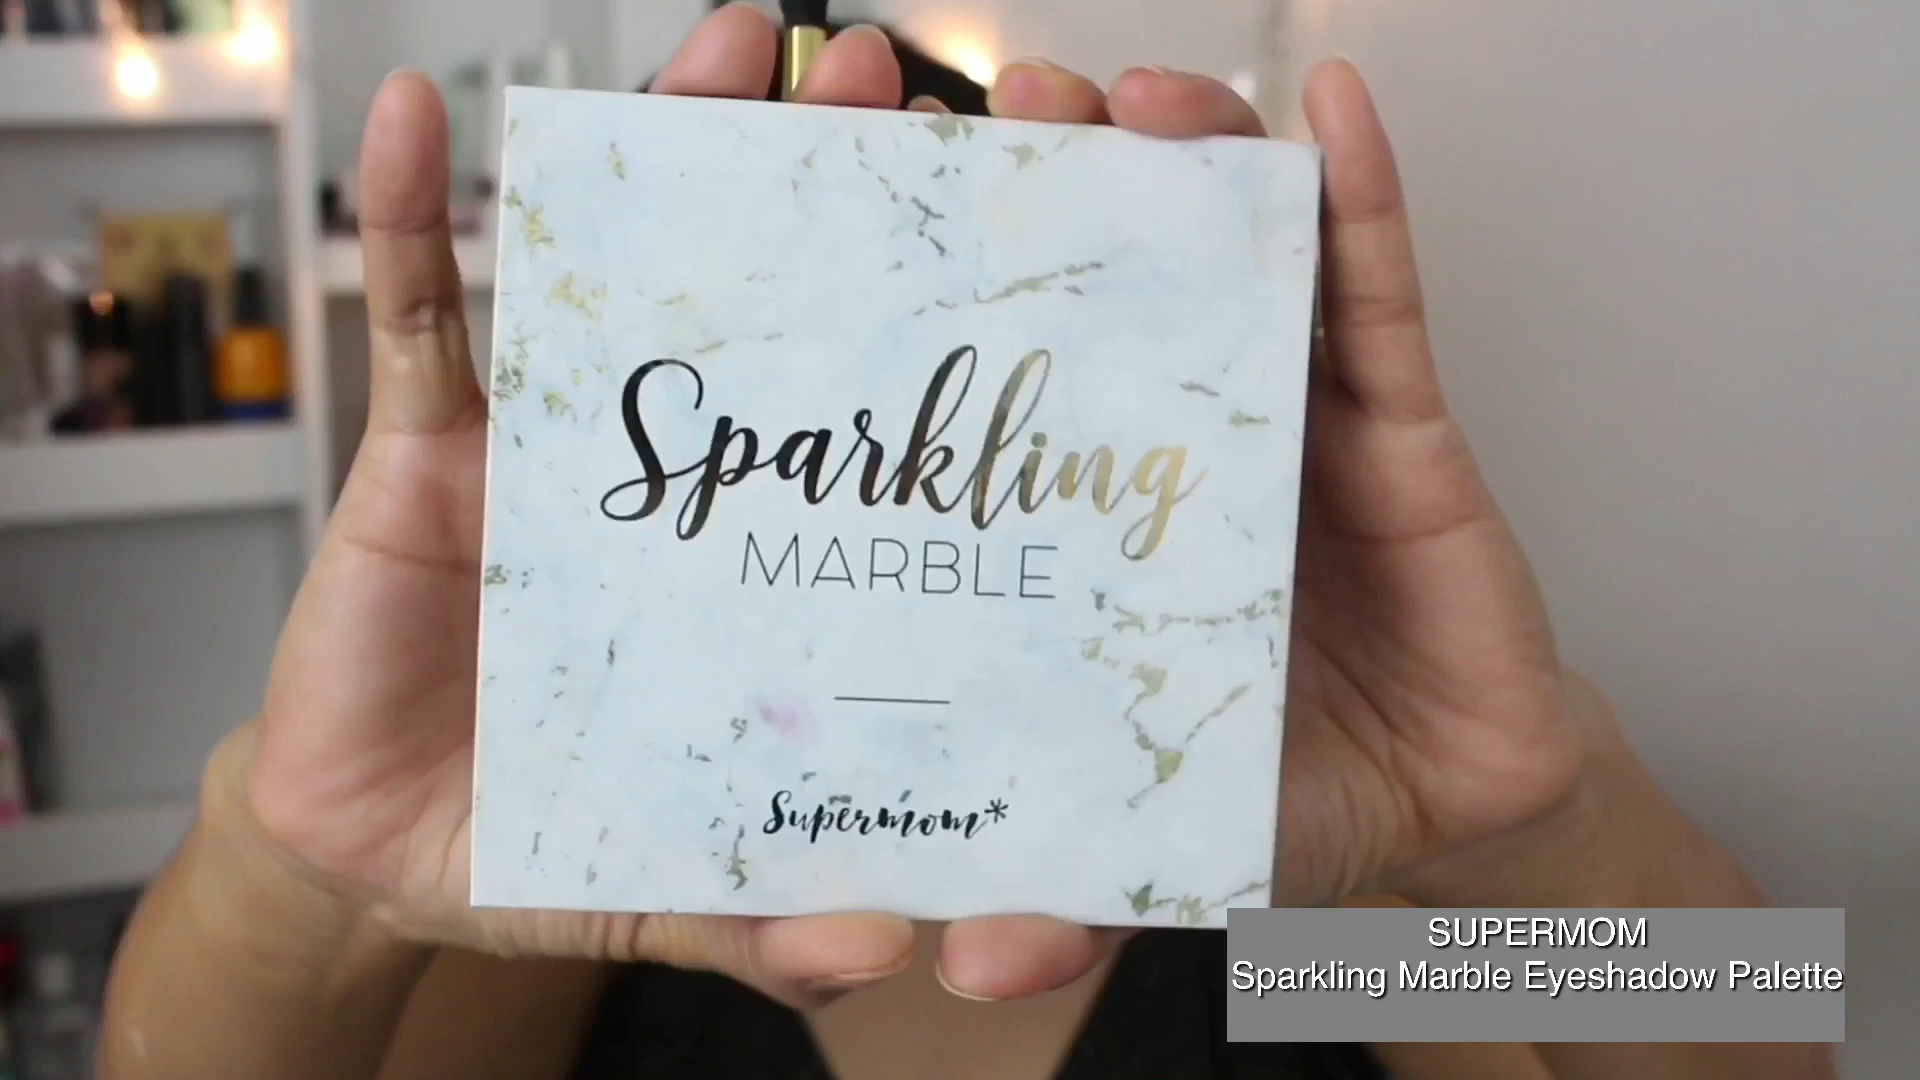 Sparkling
MARBLE
Supermom*
SUPERMOM
Sparkling Marble Eyeshadow Palette